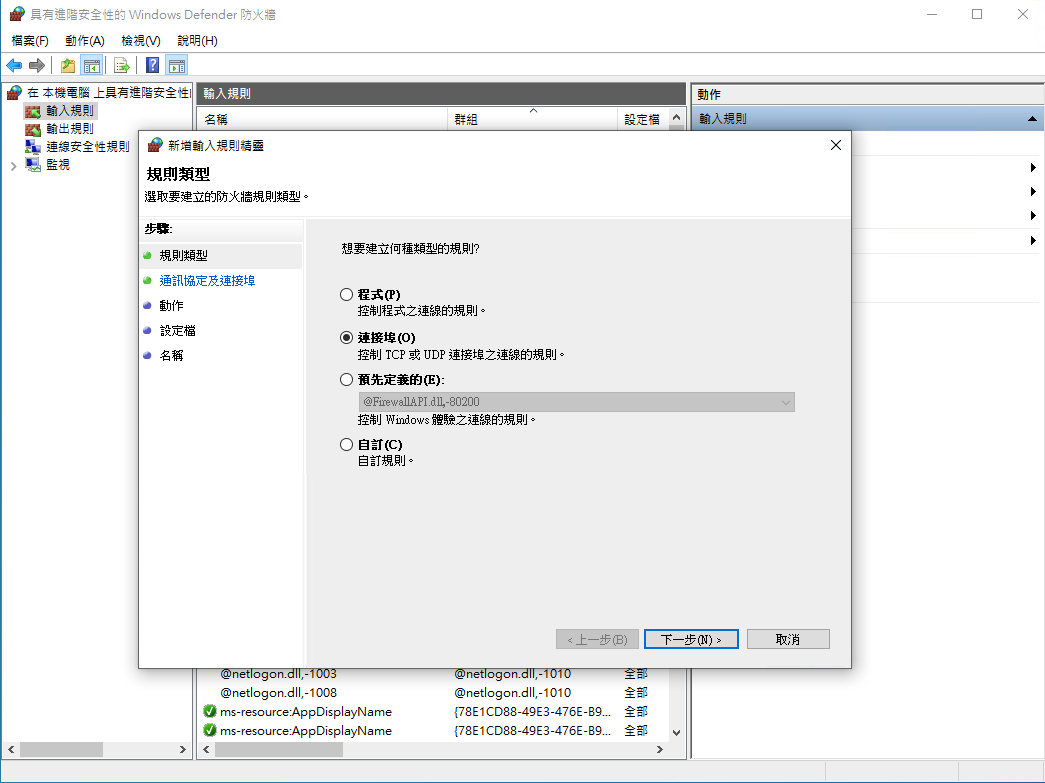 具有進階安全性的 Windows Defender 防火牆
檔案(F) 動作(A) 檢視(V) 說明(H)
在 本機電腦 上具有進階安全性
輸入規則
輸出規則
連線安全性規則
監視
輸入規則
名稱 群組 設定檔
動作
輸入規則
新增輸入規則精靈
規則類型
選取要建立的防火牆規則類型。
步驟:
規則類型
通訊協定及連接埠
動作
設定檔
名稱
想要建立何種類型的規則?
程式(P)
控制程式之連線的規則。
連接埠(O)
控制 TCP 或 UDP 連接埠之連線的規則。
預先定義的(E):
@FirewallAPI.dll,-80200
控制 Windows 體驗之連線的規則。
自訂(C)
自訂規則。
< 上一步(B) 下一步(N) > 取消
@netlogon.dll,-1003 @netlogon.dll,-1010 全部
@netlogon.dll,-1008 @netlogon.dll,-1010 全部
ms-resource:AppDisplayName {78E1CD88-49E3-476E-B9... 全部
ms-resource:AppDisplayName {78E1CD88-49E3-476E-B9... 全部